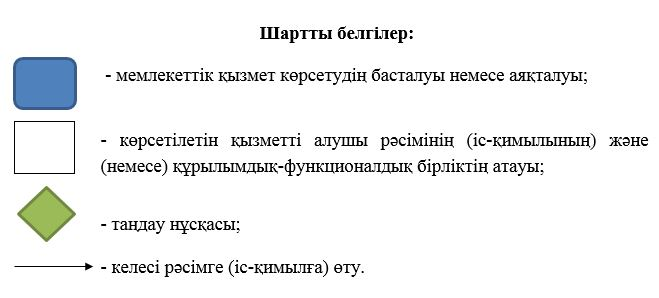 Шартты белгілер:
- мемлекеттік қызмет көрсетудің басталуы немесе аяқталуы;
- көрсетілетін қызметті алушы рәсімінің (іс-қимылының) және
(немесе) құрылымдық-функционалдық бірліктің атауы;
- таңдау нұсқасы;
- келесі рәсімге (іс-қимылға) өту.